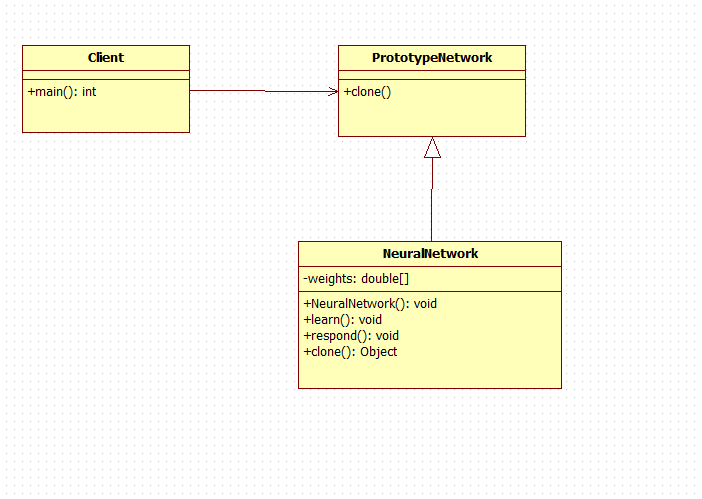 Client
+main(): int
PrototypeNetwork
+clone()
NeuralNetwork
-weights: double[]
+NeuralNetwork(): void
+learn(): void
+respond(): void
+clone(): Object